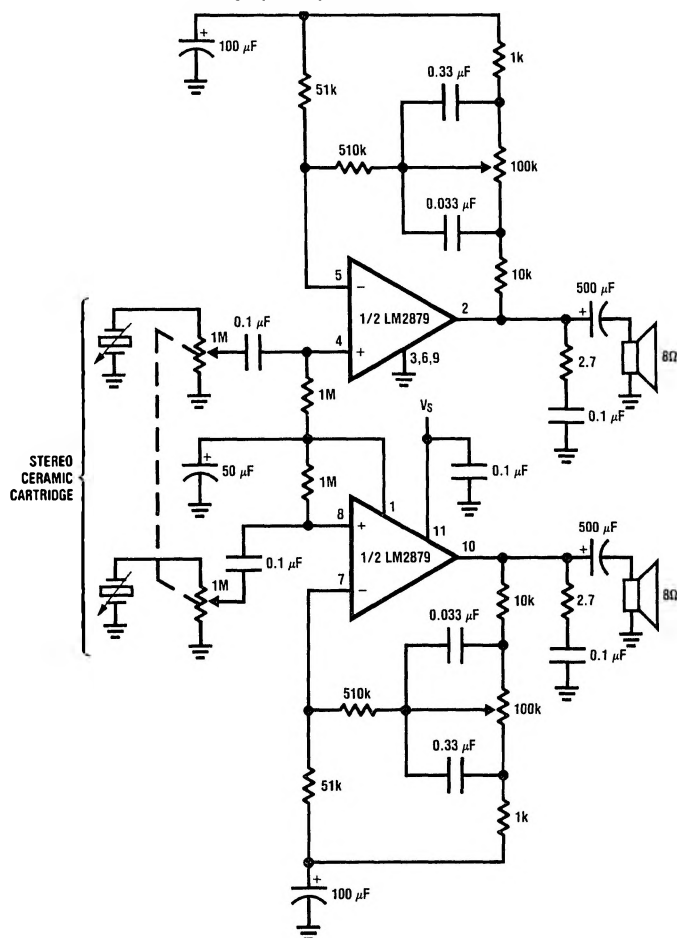 100 µF
1k
0.33 µF
51k
510k
100k
0.033 µF
10k
5
1/2 LM2879
2
500 µF
4
3,6,9
8Ω
2.7
0.1 µF
1M
0.1 µF
1M
STEREO
CERAMIC
CARTRIDGE
50 µF
1M
VS
0.1 µF
1
11
8
1/2 LM2879
10
500 µF
7
8Ω
0.1 µF
1M
10k
2.7
0.1 µF
0.033 µF
510k
100k
0.33 µF
51k
1k
100 µF